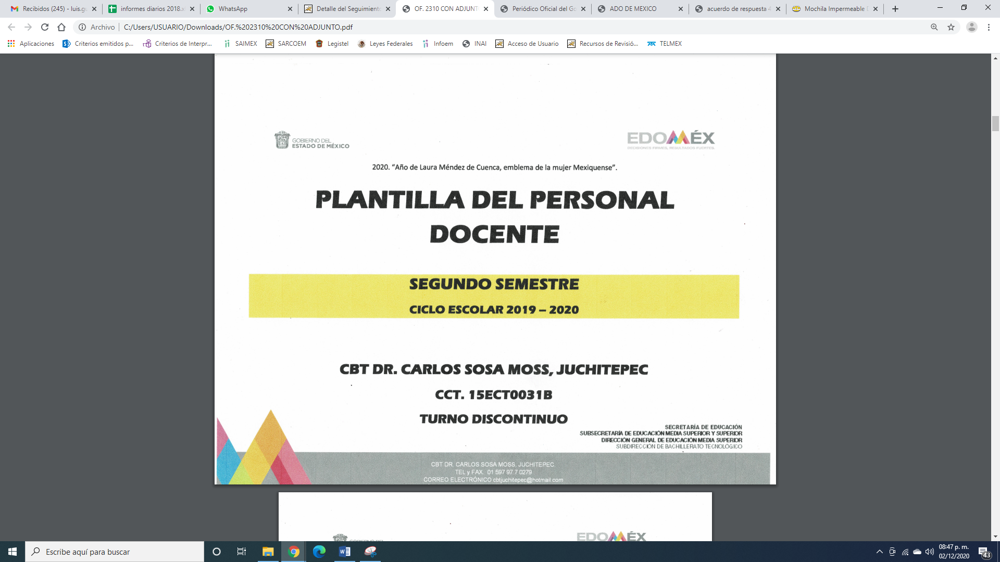 Recibidos (245) - luis.g
informes diarios 2018.x
WhatsApp
Detalle del Seguimiento
OF. 2310 CON ADJUNT
Periódico Oficial del Go
ADO DE MEXICO
acuerdo de respuesta 4
Mochila Impermeable
Archivo
C:/Users/USUARIO/Downloads/OF.%202310%20CON%20ADJUNTO.pdf
Aplicaciones
Criterios emitidos p...
Criterios de Interpr...
SAIMEX
SARCOEM
Legistel
Leyes Federales
Infoem
INAI
Acceso de Usuario
Recursos de Revisió...
TELMEX
GOBIERNO DEL
ESTADO DE MÉXICO
EDOMÉX
DECISIONES FIRMES, RESULTADOS FUERTES.
2020. “Año de Laura Méndez de Cuenca, emblema de la mujer Mexiquense”.
PLANTILLA DEL PERSONAL
DOCENTE
SEGUNDO SEMESTRE
CICLO ESCOLAR 2019 – 2020
CBT DR. CARLOS SOSA MOSS, JUCHITEPEC
CCT. 15ECT0031B
TURNO DISCONTINUO
SECRETARÍA DE EDUCACIÓN
SUBSECRETARÍA DE EDUCACIÓN MEDIA SUPERIOR Y SUPERIOR
DIRECCIÓN GENERAL DE EDUCACIÓN MEDIA SUPERIOR
SUBDIRECCIÓN DE BACHILLERATO TECNOLÓGICO
CBT DR. CARLOS SOSA MOSS, JUCHITEPEC.
TEL y FAX. 01 597 97 7 0279
CORREO ELECTRÓNICO cbtjuchitepec@hotmail.com
EDOMÉX
Escribe aquí para buscar
08:47 p. m.
02/12/2020
43